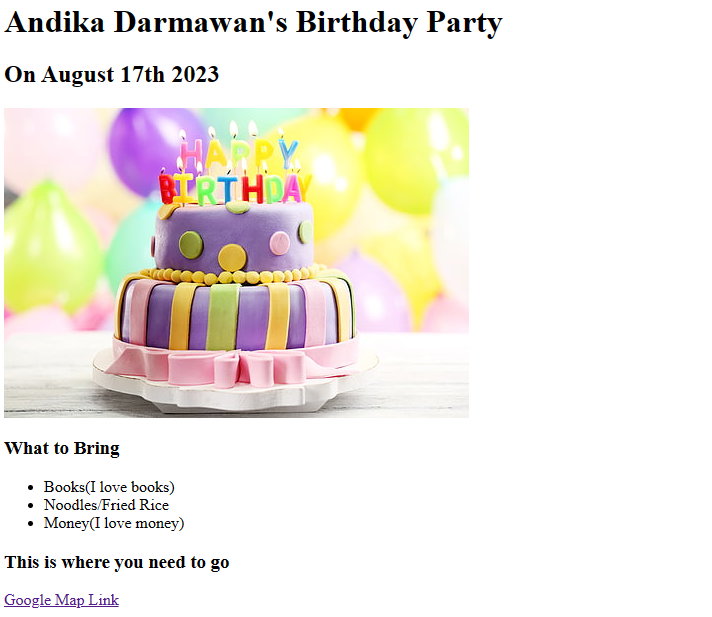 Andika Darmawan's Birthday Party
On August 17th 2023
HAPPY
BIRTHDAY
What to Bring
Books(I love books)
Noodles/Fried Rice
Money(I love money)
This is where you need to go
Google Map Link